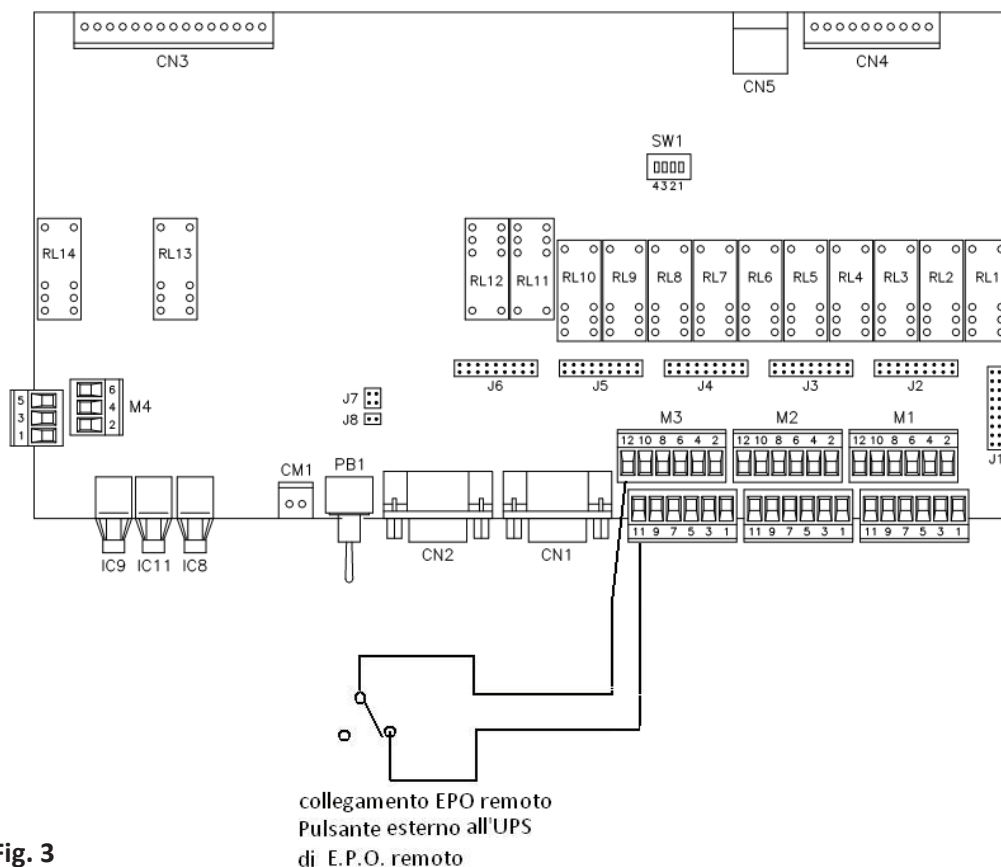 CN3
CN5
CN4
SW1
4321
RL14
RL13
RL12
RL11
RL10
RL9
RL8
RL7
RL6
RL5
RL4
RL3
RL2
RL1
J6
J5
J4
J3
J2
J1
5
3
1
6
4
2
M4
J7
J8
M3
M2
M1
12 10 8 6 4 2
12 10 8 6 4 2
12 10 8 6 4 2
11 9 7 5 3 1
11 9 7 5 3 1
11 9 7 5 3 1
CM1
PB1
CN2
CN1
IC9
IC11
IC8
collegamento EPO remoto
Pulsante esterno all'UPS
di E.P.O. remoto
Fig. 3